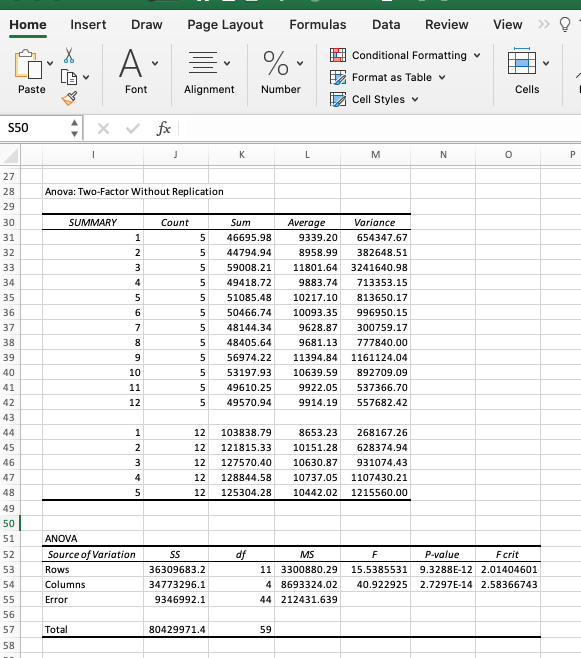 Home Insert Draw Page Layout Formulas Data Review View
Paste Font Alignment Number Conditional Formatting Format as Table Cell Styles Cells
S50 fx
I J K L M N O P
27
28 Anova: Two-Factor Without Replication
29
30 SUMMARY Count Sum Average Variance
31 1 5 46695.98 9339.20 654347.67
32 2 5 44794.94 8958.99 382648.51
33 3 5 59008.21 11801.64 3241640.98
34 4 5 49418.72 9883.74 713353.15
35 5 5 51085.48 10217.10 813650.17
36 6 5 50466.74 10093.35 996950.15
37 7 5 48144.34 9628.87 300759.17
38 8 5 48405.64 9681.13 777840.00
39 9 5 56974.22 11394.84 1161124.04
40 10 5 53197.93 10639.59 892709.09
41 11 5 49610.25 9922.05 537366.70
42 12 5 49570.94 9914.19 557682.42
43
44 1 12 103838.79 8653.23 268167.26
45 2 12 121815.33 10151.28 628374.94
46 3 12 127570.40 10630.87 931074.43
47 4 12 128844.58 10737.05 1107430.21
48 5 12 125304.28 10442.02 1215560.00
49
50
51 ANOVA
52 Source of Variation SS df MS F P-value F crit
53 Rows 36309683.2 11 3300880.29 15.5385531 9.3288E-12 2.01404601
54 Columns 34773296.1 4 8693324.02 40.922925 2.7297E-14 2.58366743
55 Error 9346992.1 44 212431.639
56
57 Total 80429971.4 59
58